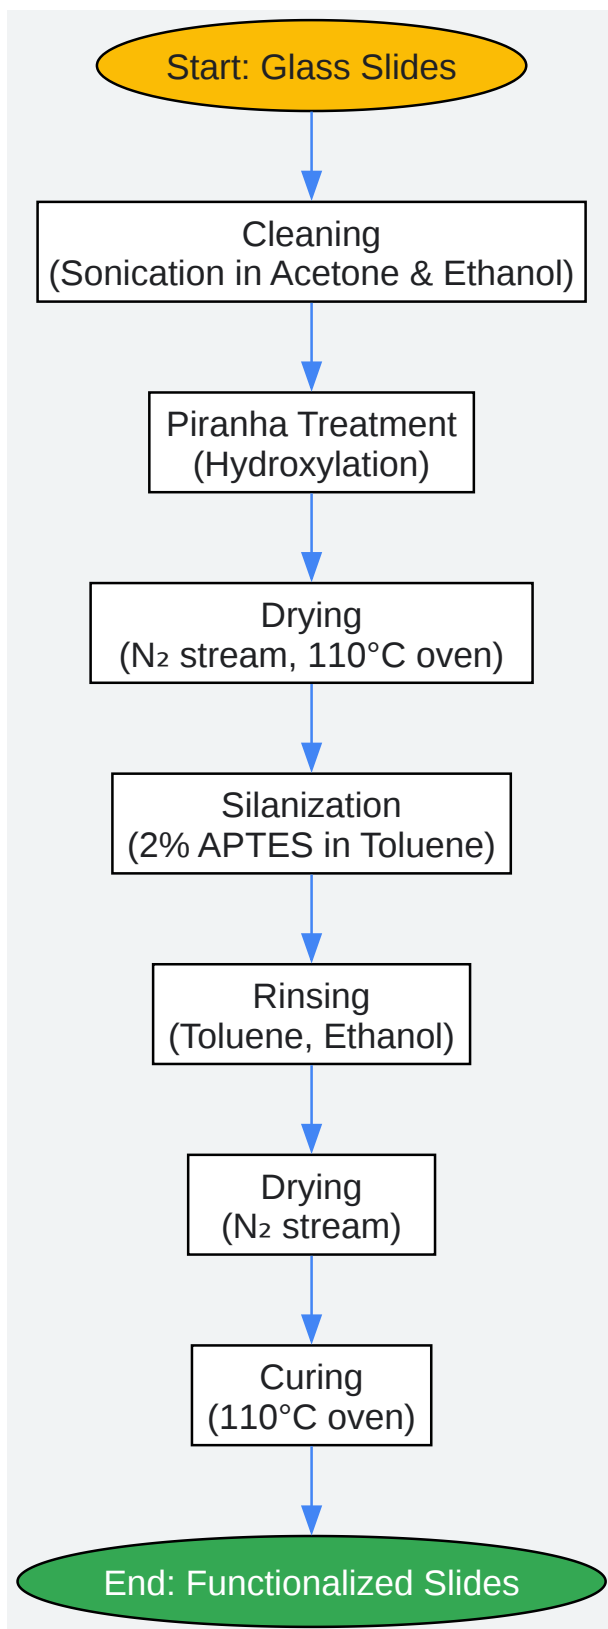 Start: Glass Slides
Cleaning
(Sonication in Acetone & Ethanol)
Piranha Treatment
(Hydroxylation)
Drying
(N₂ stream, 110°C oven)
Silanization
(2% APTES in Toluene)
Rinsing
(Toluene, Ethanol)
Drying
(N₂ stream)
Curing
(110°C oven)
End: Functionalized Slides